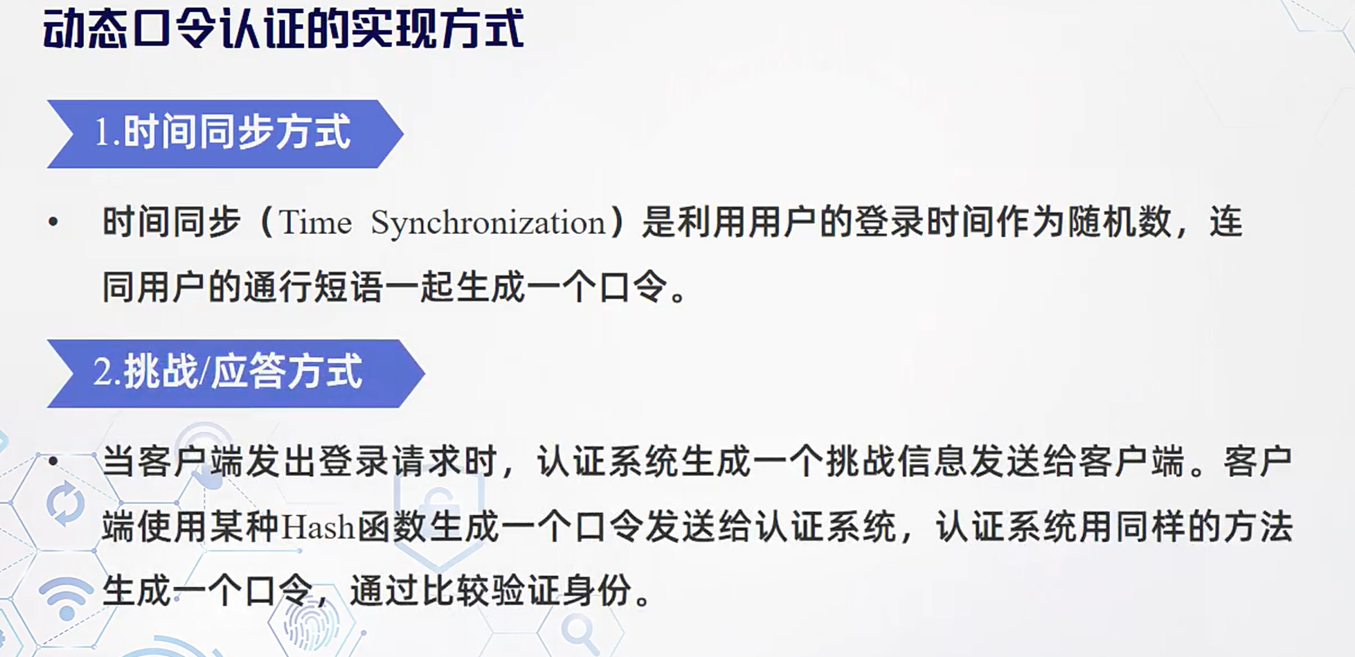 动态口令认证的实现方式
1.时间同步方式
• 时间同步（Time Synchronization）是利用用户的登录时间作为随机数，连
同用户的通行短语一起生成一个口令。
2.挑战/应答方式
• 当客户端发出登录请求时，认证系统生成一个挑战信息发送给客户端。客户
端使用某种Hash函数生成一个口令发送给认证系统，认证系统用同样的方法
生成一个口令，通过比较验证身份。